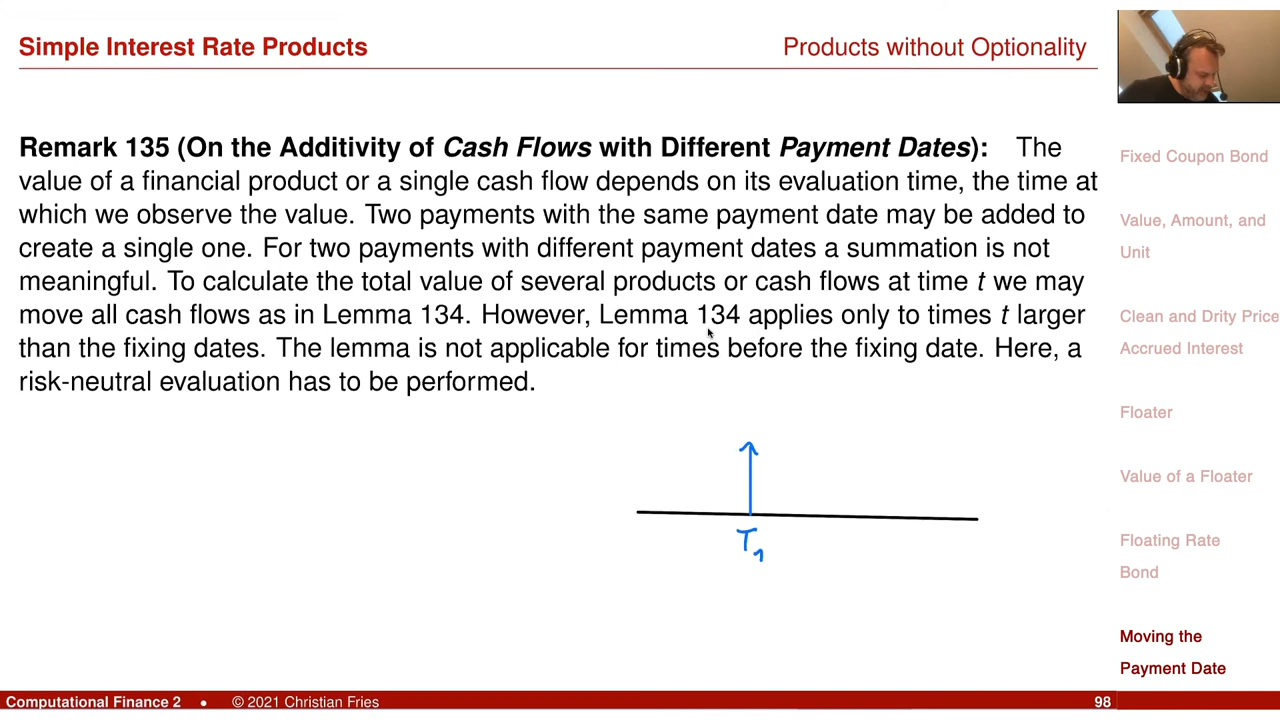 Simple Interest Rate Products
Products without Optionality
Remark 135 (On the Additivity of Cash Flows with Different Payment Dates): The
value of a financial product or a single cash flow depends on its evaluation time, the time at
which we observe the value. Two payments with the same payment date may be added to
create a single one. For two payments with different payment dates a summation is not
meaningful. To calculate the total value of several products or cash flows at time t we may
move all cash flows as in Lemma 134. However, Lemma 134 applies only to times t larger
than the fixing dates. The lemma is not applicable for times before the fixing date. Here, a
risk-neutral evaluation has to be performed.
T1
Fixed Coupon Bond
Value, Amount, and
Unit
Clean and Drity Price
Accrued Interest
Floater
Value of a Floater
Floating Rate
Bond
Moving the
Payment Date
Computational Finance 2 • © 2021 Christian Fries
98